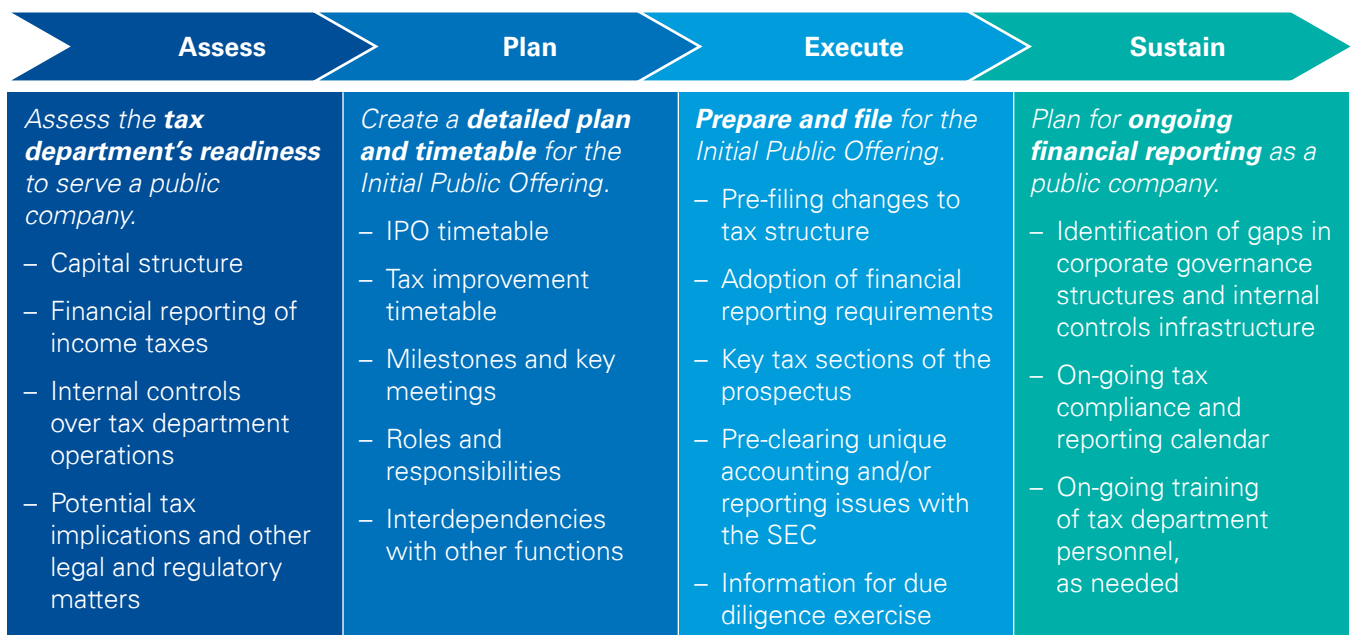 Assess
Plan
Execute
Sustain
Assess the tax
department's readiness
to serve a public
company.
– Capital structure
– Financial reporting of
income taxes
– Internal controls
over tax department
operations
– Potential tax
implications and other
legal and regulatory
matters
Create a detailed plan
and timetable for the
Initial Public Offering.
– IPO timetable
– Tax improvement
timetable
– Milestones and key
meetings
– Roles and
responsibilities
– Interdependencies
with other functions
Prepare and file for the
Initial Public Offering.
– Pre-filing changes to
tax structure
– Adoption of financial
reporting requirements
– Key tax sections of the
prospectus
– Pre-clearing unique
accounting and/or
reporting issues with
the SEC
– Information for due
diligence exercise
Plan for ongoing
financial reporting as a
public company.
– Identification of gaps in
corporate governance
structures and internal
controls infrastructure
– On-going tax
compliance and
reporting calendar
– On-going training
of tax department
personnel,
as needed